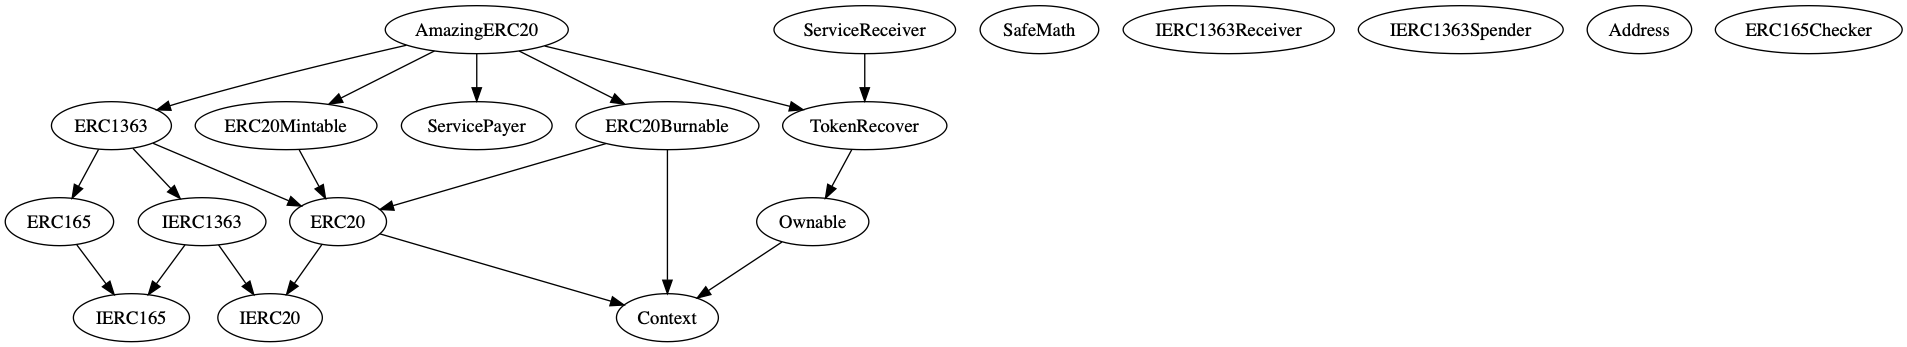 AmazingERC20
ServiceReceiver
SafeMath
IERC1363Receiver
IERC1363Spender
Address
ERC165Checker
ERC1363
ERC20Mintable
ServicePayer
ERC20Burnable
TokenRecover
ERC165
IERC1363
ERC20
Ownable
IERC165
IERC20
Context